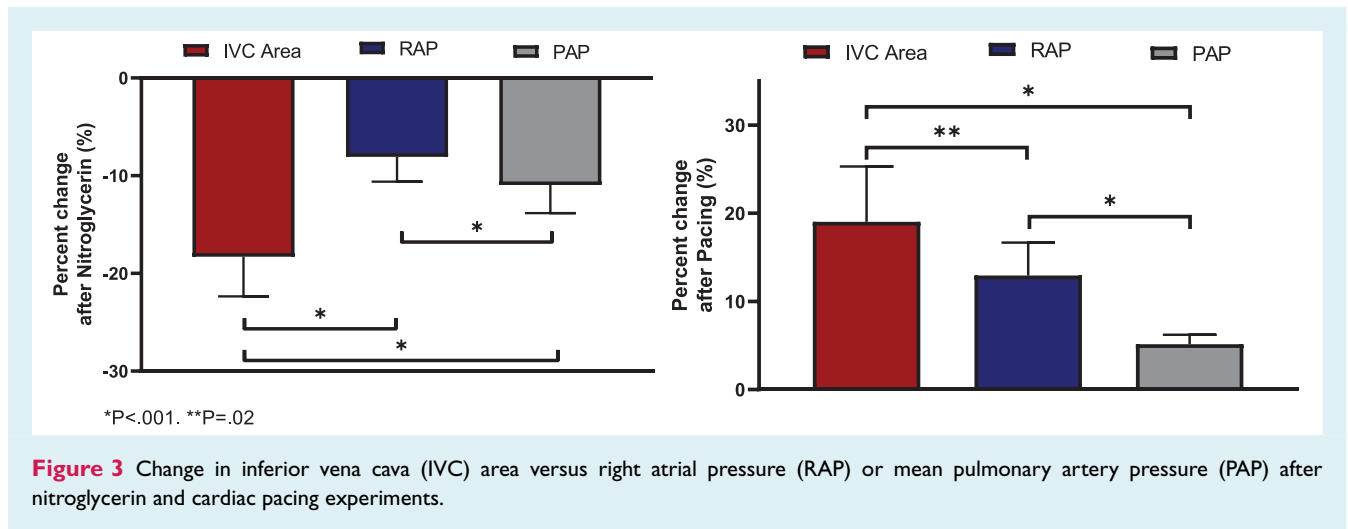 IVC Area RAP PAP
0
-10
-20
-30
Percent change
after Nitroglycerin (%)
*
*
*
*P<.001. **P=.02
IVC Area RAP PAP
30
20
10
0
Percent change
after Pacing (%)
*
**
*
Figure 3 Change in inferior vena cava (IVC) area versus right atrial pressure (RAP) or mean pulmonary artery pressure (PAP) after
nitroglycerin and cardiac pacing experiments.